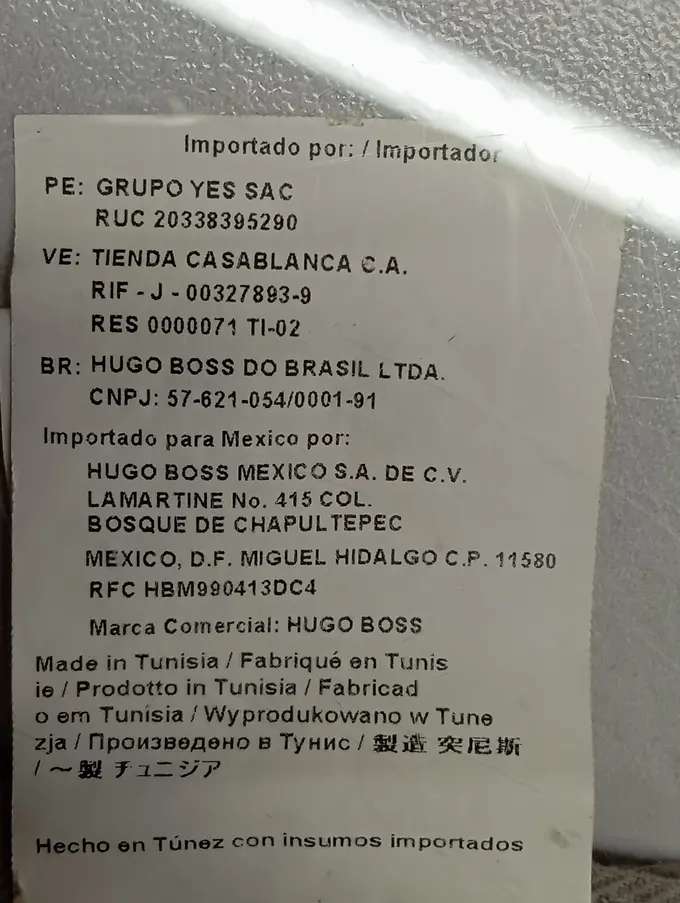 Importado por: / Importador
PE: GRUPO YES SAC
RUC 20338395290
VE: TIENDA CASABLANCA C.A.
RIF - J - 00327893-9
RES 0000071 TI-02
BR: HUGO BOSS DO BRASIL LTDA.
CNPJ: 57-621-054/0001-91
Importado para Mexico por:
HUGO BOSS MEXICO S.A. DE C.V.
LAMARTINE No. 415 COL.
BOSQUE DE CHAPULTEPEC
MEXICO, D.F. MIGUEL HIDALGO C.P. 11580
RFC HBM990413DC4
Marca Comercial: HUGO BOSS
Made in Tunisia / Fabriqué en Tunis
ie / Prodotto in Tunisia / Fabricad
o em Tunísia / Wyprodukowano w Tune
zja / Произведено в Тунис / 製造 突尼斯
/ ～製 チュニジア
Hecho en Túnez con insumos importados